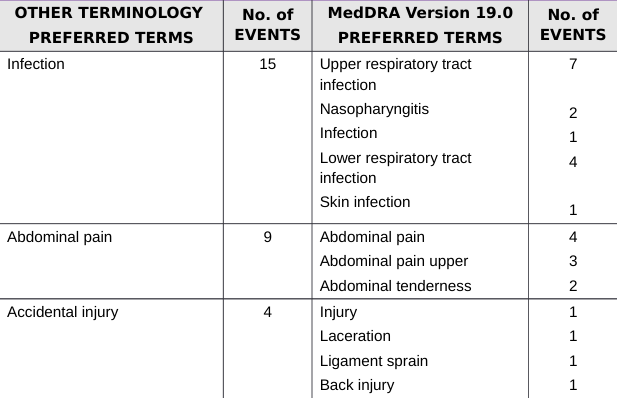 OTHER TERMINOLOGY PREFERRED TERMS | No. of EVENTS | MedDRA Version 19.0 PREFERRED TERMS | No. of EVENTS
Infection | 15 | Upper respiratory tract infection | 7
Nasopharyngitis | 2
Infection | 1
Lower respiratory tract infection | 4
Skin infection | 1
Abdominal pain | 9 | Abdominal pain | 4
Abdominal pain upper | 3
Abdominal tenderness | 2
Accidental injury | 4 | Injury | 1
Laceration | 1
Ligament sprain | 1
Back injury | 1